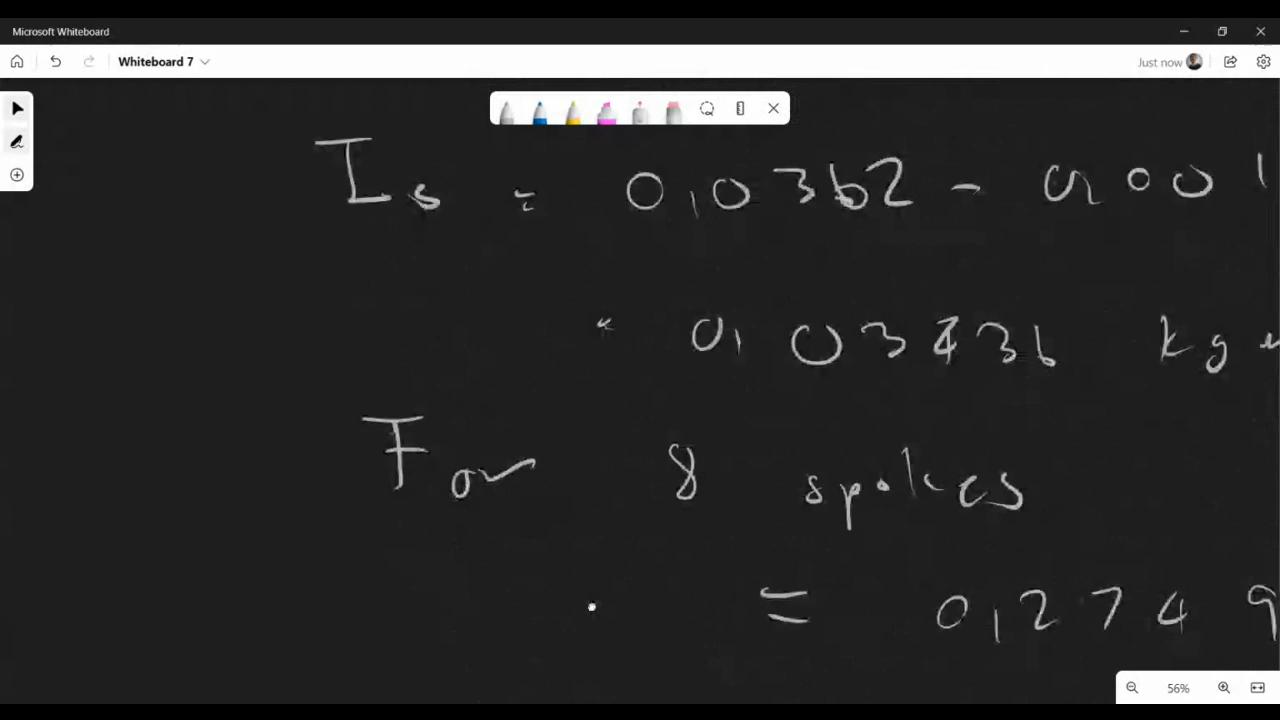 Microsoft Whiteboard
Whiteboard 7
Just now
Is = 0,0362 - 0,001
= 0,03436 kg
For 8 spokes
= 0,2749
56%